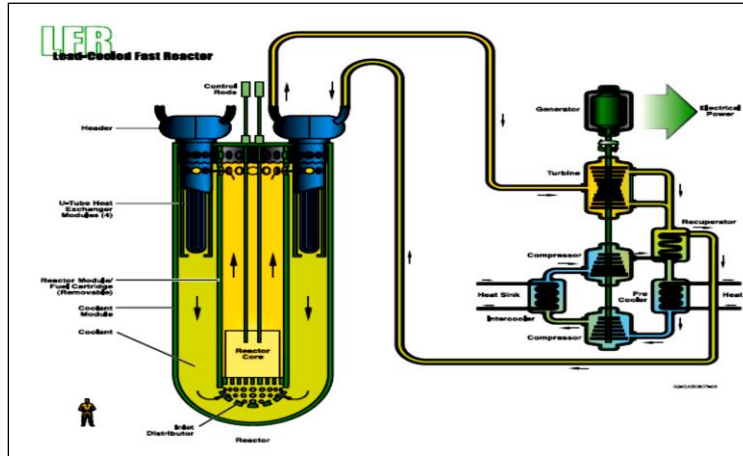 LFR
Lead-Cooled Fast Reactor
Control
Rods
Header
U-Tube Heat
Exchanger
Modules (4)
Reactor Module/
Fuel Cartridge
(Removable)
Coolant
Module
Coolant
Reactor
Core
Inlet
Distributor
Reactor
Generator
Electrical
Power
Turbine
Recuperator
Compressor
Heat Sink
Pre
Cooler
Heat
Intercooler
Compressor